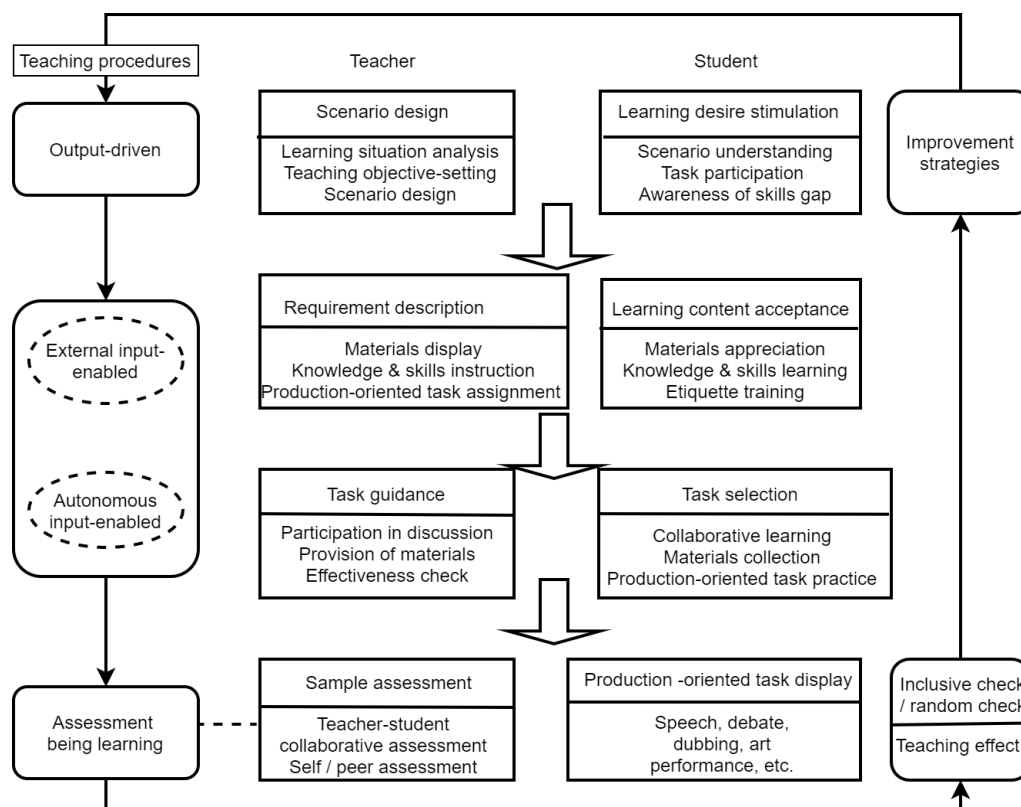 Teaching procedures
Teacher
Student
Output-driven
Scenario design
Learning situation analysis
Teaching objective-setting
Scenario design
Learning desire stimulation
Scenario understanding
Task participation
Awareness of skills gap
Improvement
strategies
External input-
enabled
Requirement description
Materials display
Knowledge & skills instruction
Production-oriented task assignment
Learning content acceptance
Materials appreciation
Knowledge & skills learning
Etiquette training
Autonomous
input-enabled
Task guidance
Participation in discussion
Provision of materials
Effectiveness check
Task selection
Collaborative learning
Materials collection
Production-oriented task practice
Assessment
being learning
Sample assessment
Teacher-student
collaborative assessment
Self / peer assessment
Production -oriented task display
Speech, debate,
dubbing, art
performance, etc.
Inclusive check
/ random check
Teaching effect